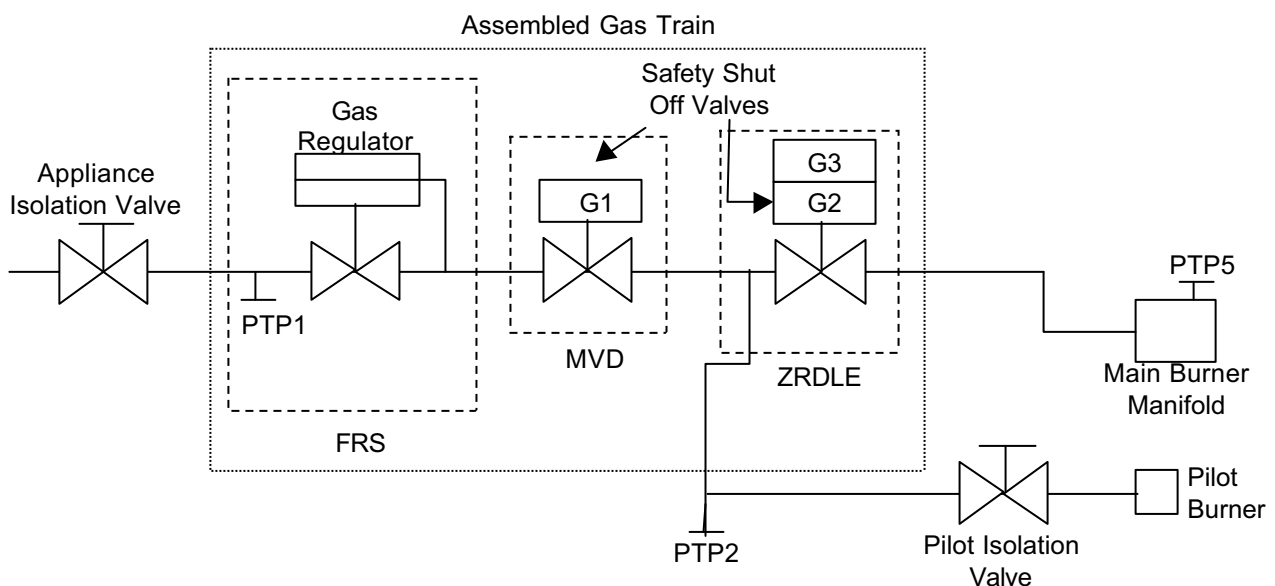 Assembled Gas Train
Safety Shut
Off Valves
Gas
Regulator
Appliance
Isolation Valve
G1
G3
G2
PTP1
PTP5
MVD
ZRDLE
Main Burner
Manifold
FRS
Pilot
Burner
PTP2
Pilot Isolation
Valve